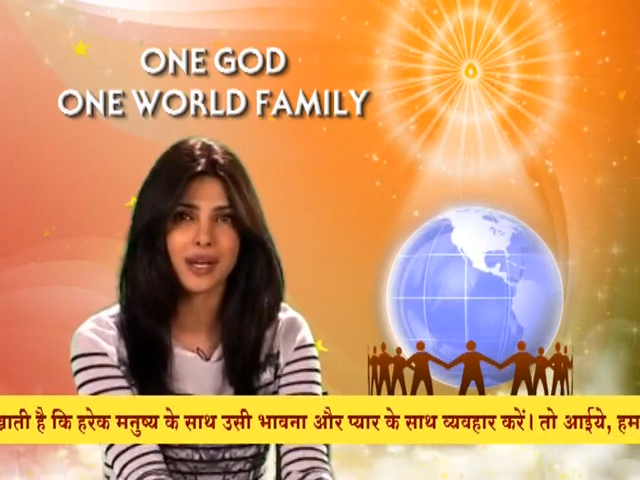 ONE GOD
ONE WORLD FAMILY
है कि हरेक मनुष्य के साथ उसी भावना और प्यार के साथ व्यवहार करें। तो आईये, हम